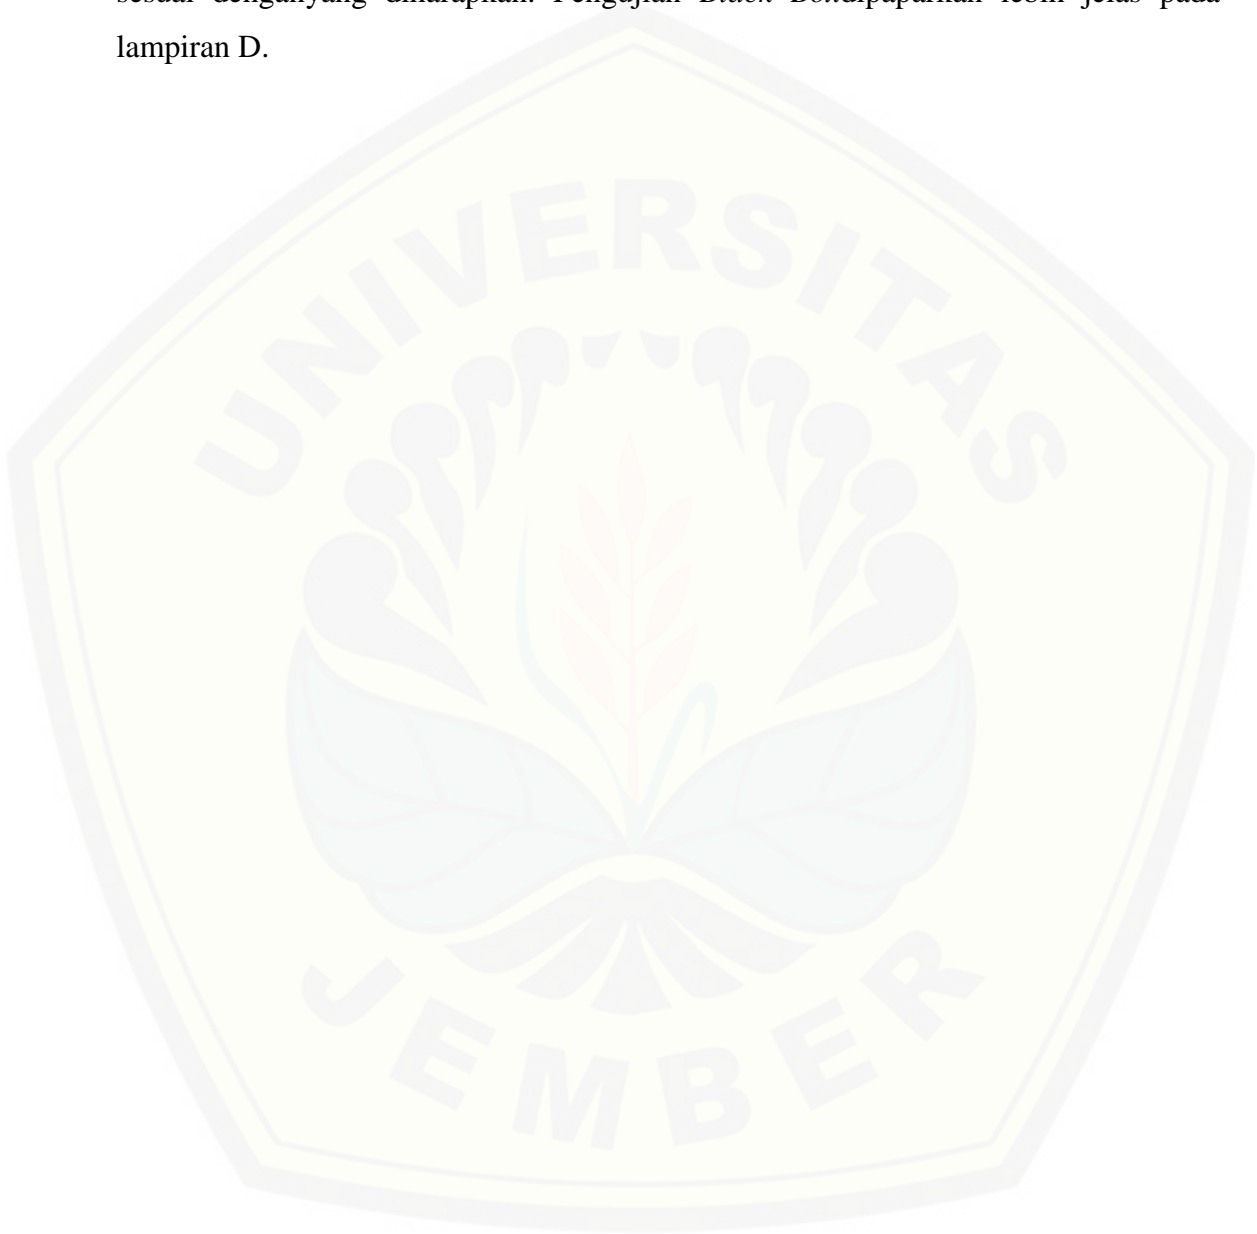 sesuai denganyang diharapkan. Pengujian Black Boxdipaparkan lebih jelas pada
lampiran D.
UNIVERSITAS
JEMBER